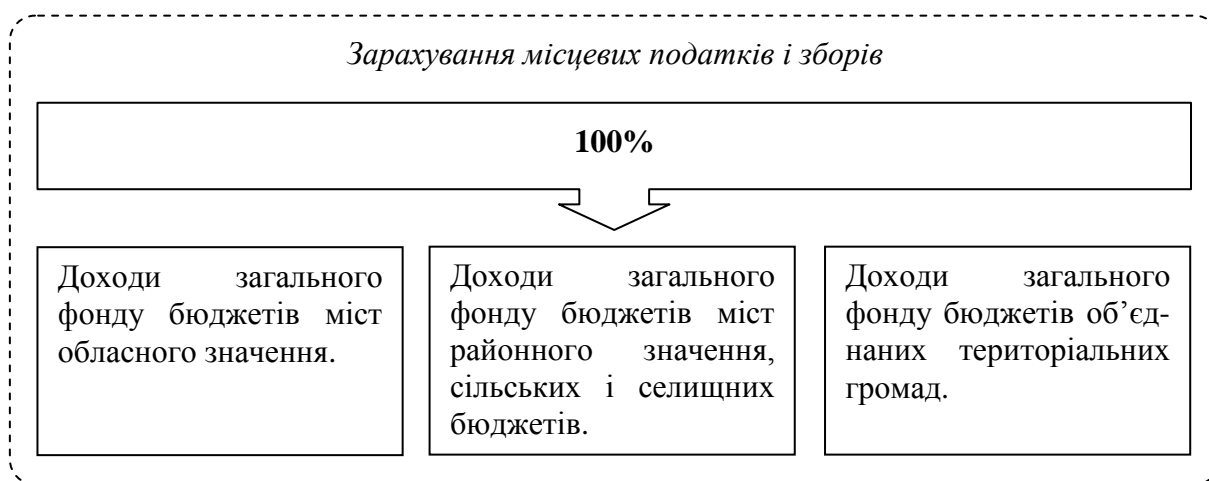 Зарахування місцевих податків і зборів
100%
Доходи загального
фонду бюджетів міст
обласного значення.
Доходи загального
фонду бюджетів міст
районного значення,
сільських і селищних
бюджетів.
Доходи загального
фонду бюджетів об’єд-
наних територіальних
громад.